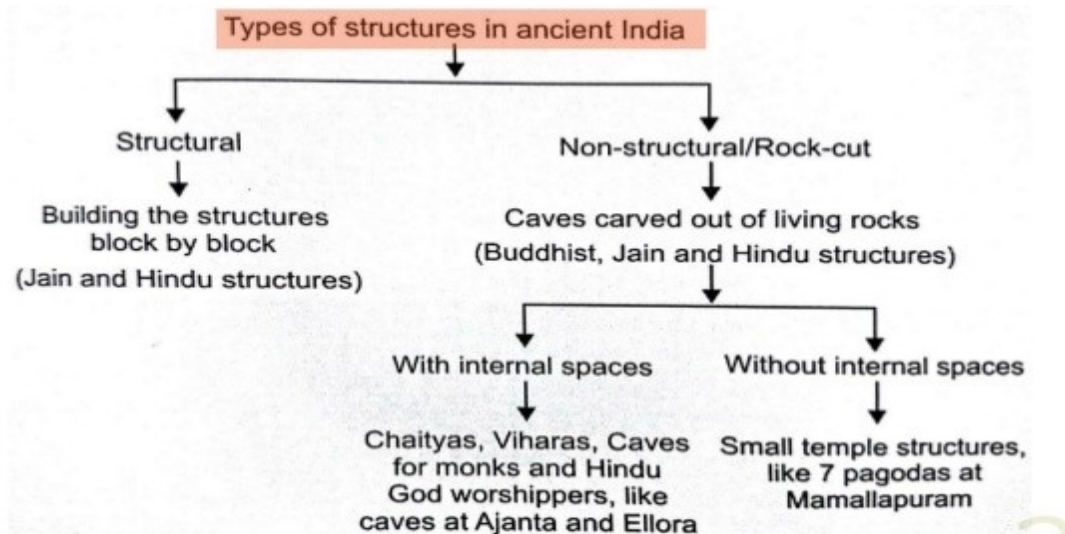 Types of structures in ancient India
Structural
Non-structural/Rock-cut
Building the structures
block by block
(Jain and Hindu structures)
Caves carved out of living rocks
(Buddhist, Jain and Hindu structures)
With internal spaces
Without internal spaces
Chaityas, Viharas, Caves
for monks and Hindu
God worshippers, like
caves at Ajanta and Ellora
Small temple structures,
like 7 pagodas at
Mamallapuram